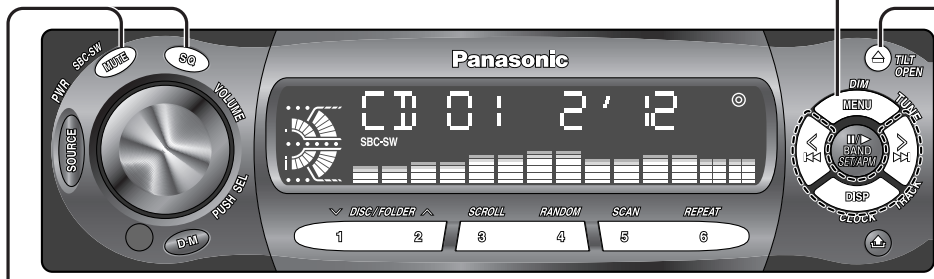 Panasonic
PWR
SBC-SW
MUTE
SQ
SOURCE
VOLUME
PUSH SEL
D·M
CD 01 2' 12
SBC-SW
DISC/FOLDER
SCROLL
RANDOM
SCAN
REPEAT
1
2
3
4
5
6
TILT
OPEN
DIM
MENU
TUNE
BAND
SET/APM
DISP
CLOCK
TRACK